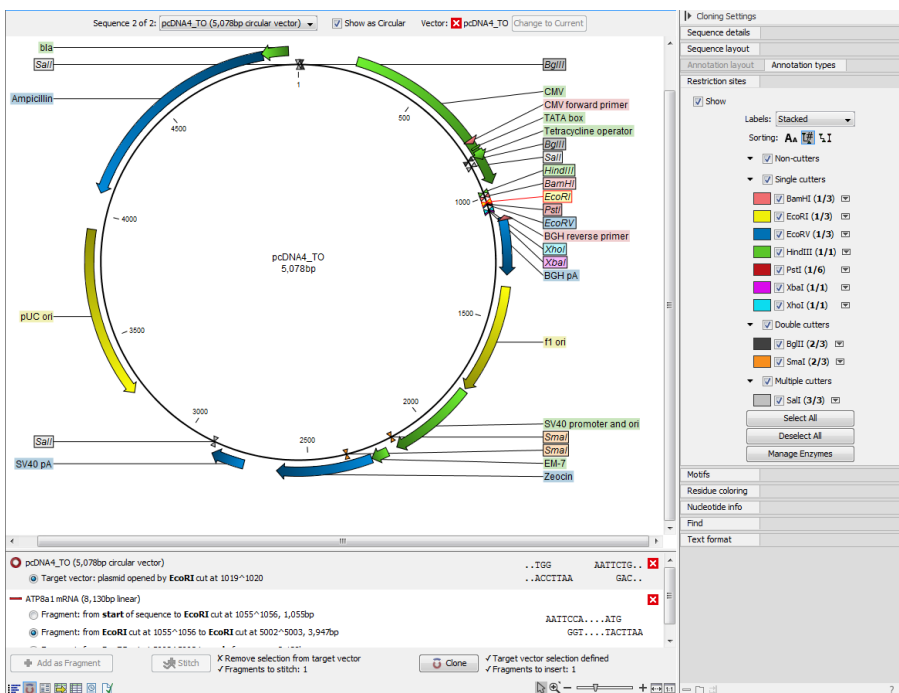 Sequence 2 of 2: pcDNA4_TO (5,078bp circular vector) Show as Circular Vector: pcDNA4_TO Change to Current
bla
SalI
BglII
Ampicillin
1
500
4500
CMV
CMV forward primer
TATA box
Tetracycline operator
BglII
SalI
HindIII
BamHI
EcoRI
PstI
EcoRV
BGH reverse primer
XhoI
XbaI
BGH pA
1000
4000
pcDNA4_TO
5,078bp
pUC ori
3500
1500
f1 ori
3000
2500
2000
SalI
SV40 pA
SV40 promoter and ori
SmaI
SmaI
EM-7
Zeocin
pcDNA4_TO (5,078bp circular vector)
Target vector: plasmid opened by EcoRI cut at 1019^1020
..TGG AATTCTG..
..ACCTTAA GAC..
ATP8a1 mRNA (8,130bp linear)
Fragment: from start of sequence to EcoRI cut at 1055^1056, 1,055bp
Fragment: from EcoRI cut at 1055^1056 to EcoRI cut at 5002^5003, 3,947bp
AATTCCA....ATG
GGT....TACTTAA
Add as Fragment
Stitch
X Remove selection from target vector
√ Fragments to stitch: 1
Clone
√ Target vector selection defined
√ Fragments to insert: 1
Cloning Settings
Sequence details
Sequence layout
Annotation layout Annotation types
Restriction sites
Show
Labels: Stacked
Sorting:
Non-cutters
Single cutters
BamHI (1/3)
EcoRI (1/3)
EcoRV (1/3)
HindIII (1/1)
PstI (1/6)
XbaI (1/1)
XhoI (1/1)
Double cutters
BglII (2/3)
SmaI (2/3)
Multiple cutters
SalI (3/3)
Select All
Deselect All
Manage Enzymes
Motifs
Residue coloring
Nucleotide info
Find
Text format